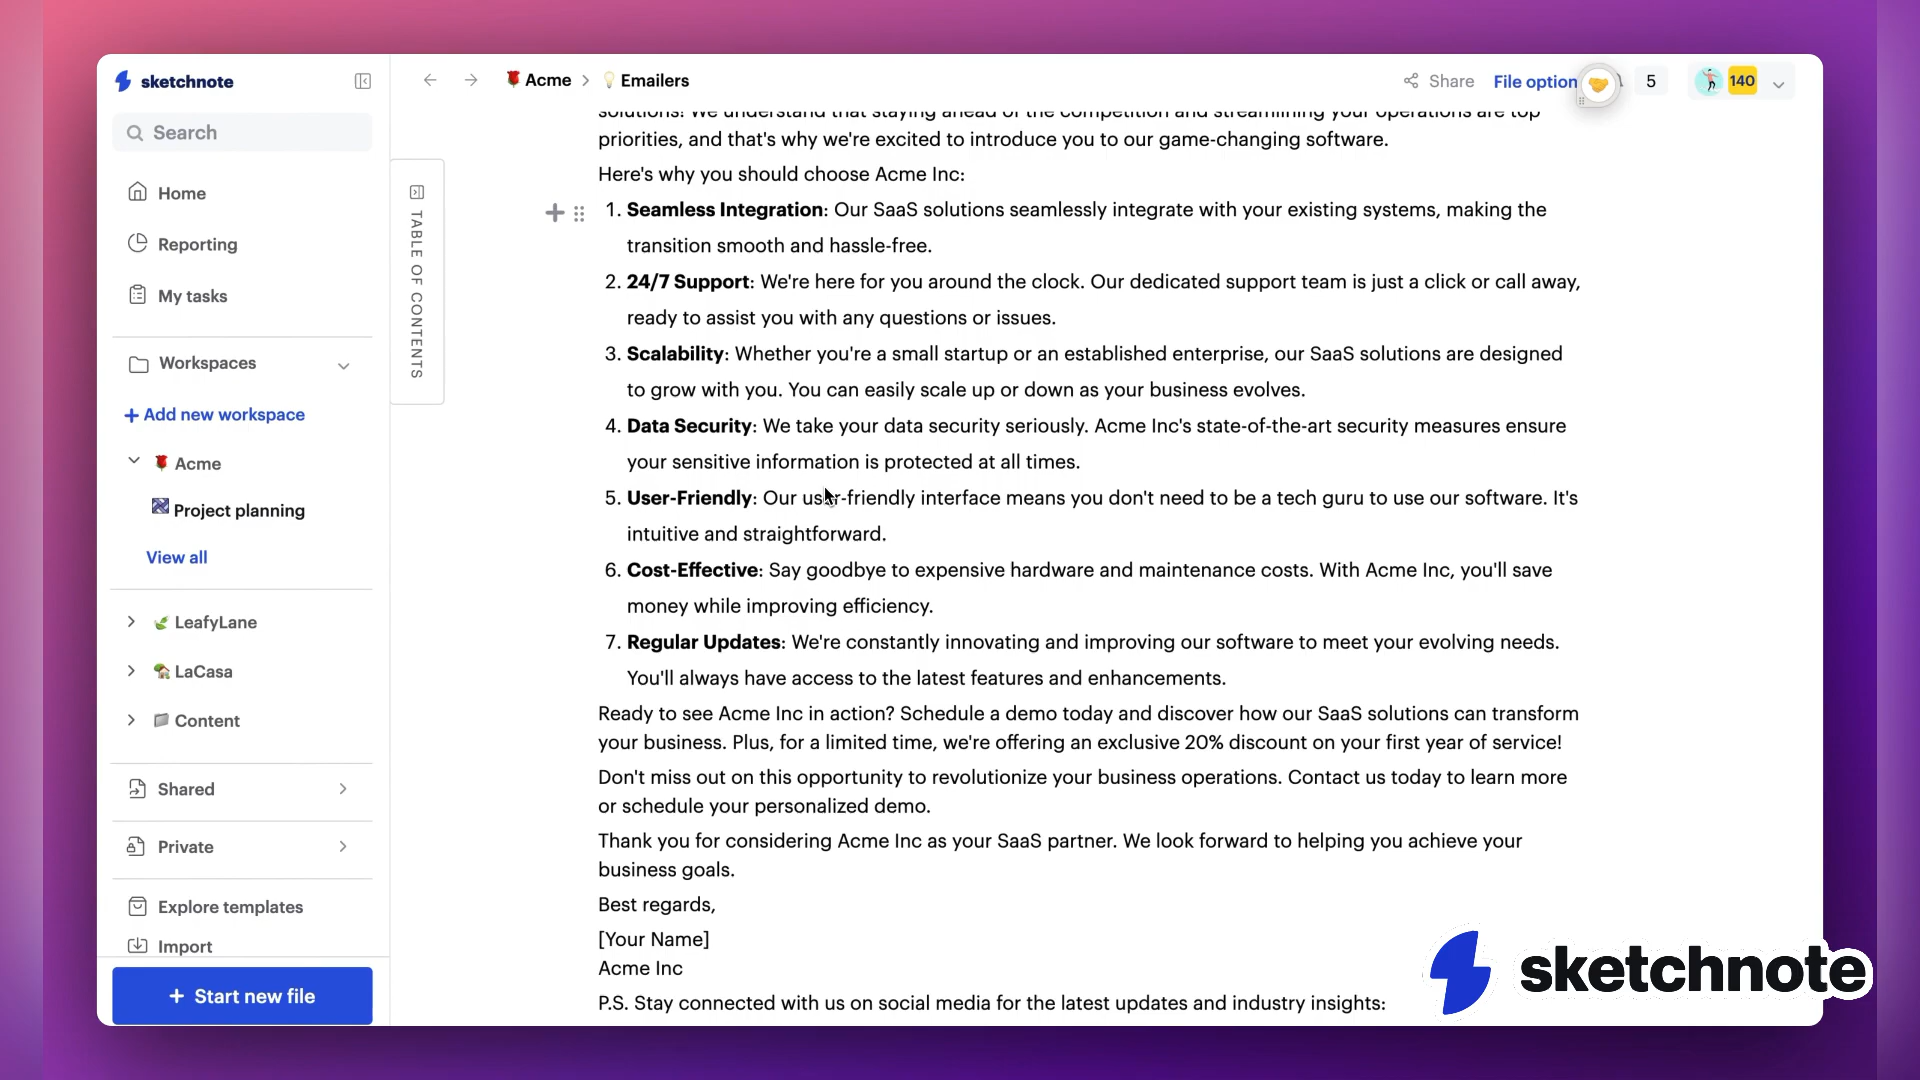 sketchnote
Search
Home
Reporting
My tasks
Workspaces
+ Add new workspace
Acme
Project planning
View all
LeafyLane
LaCasa
Content
Shared
Private
Explore templates
Import
+ Start new file
Acme > Emailers
Share
File option
5
140
TABLE OF CONTENTS
solutions! We understand that staying ahead of the competition and streamlining your operations are top
priorities, and that's why we're excited to introduce you to our game-changing software.
Here's why you should choose Acme Inc:
1. Seamless Integration: Our SaaS solutions seamlessly integrate with your existing systems, making the
transition smooth and hassle-free.
2. 24/7 Support: We're here for you around the clock. Our dedicated support team is just a click or call away,
ready to assist you with any questions or issues.
3. Scalability: Whether you're a small startup or an established enterprise, our SaaS solutions are designed
to grow with you. You can easily scale up or down as your business evolves.
4. Data Security: We take your data security seriously. Acme Inc's state-of-the-art security measures ensure
your sensitive information is protected at all times.
5. User-Friendly: Our user-friendly interface means you don't need to be a tech guru to use our software. It's
intuitive and straightforward.
6. Cost-Effective: Say goodbye to expensive hardware and maintenance costs. With Acme Inc, you'll save
money while improving efficiency.
7. Regular Updates: We're constantly innovating and improving our software to meet your evolving needs.
You'll always have access to the latest features and enhancements.
Ready to see Acme Inc in action? Schedule a demo today and discover how our SaaS solutions can transform
your business. Plus, for a limited time, we're offering an exclusive 20% discount on your first year of service!
Don't miss out on this opportunity to revolutionize your business operations. Contact us today to learn more
or schedule your personalized demo.
Thank you for considering Acme Inc as your SaaS partner. We look forward to helping you achieve your
business goals.
Best regards,
[Your Name]
Acme Inc
P.S. Stay connected with us on social media for the latest updates and industry insights:
sketchnote